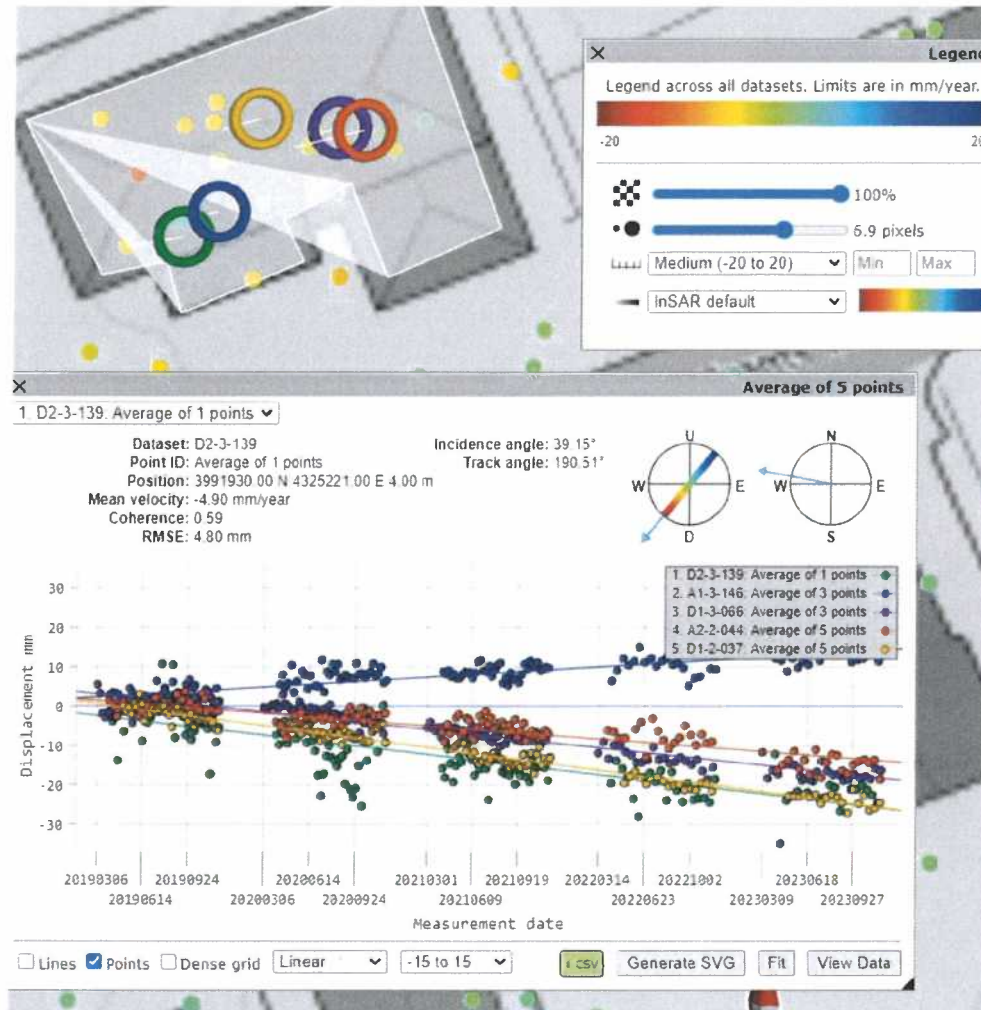 Legend
Legend across all datasets. Limits are in mm/year.
-20
20
100%
6.9 pixels
Medium (-20 to 20)
Min
Max
InSAR default
Average of 5 points
1. D2-3-139: Average of 1 points
Dataset: D2-3-139
Point ID: Average of 1 points
Position: 3991930.00 N 4325221.00 E 4.00 m
Mean velocity: -4.90 mm/year
Coherence: 0.59
RMSE: 4.80 mm
Incidence angle: 39.15°
Track angle: 190.51°
U
W
E
D
N
W
E
S
1. D2-3-139: Average of 1 points
2. A1-3-146: Average of 3 points
3. D1-3-066: Average of 3 points
4. A2-2-044: Average of 5 points
5. D1-2-037: Average of 5 points
Displacement mm
30
20
10
0
-10
-20
-30
20190306 20190924 20200614 20210301 20210919 20220314 20221002 20230618
20190614 20200306 20200924 20210609 20220623 20230309 20230927
Measurement date
Lines
Points
Dense grid
Linear
-15 to 15
csv
Generate SVG
Fit
View Data